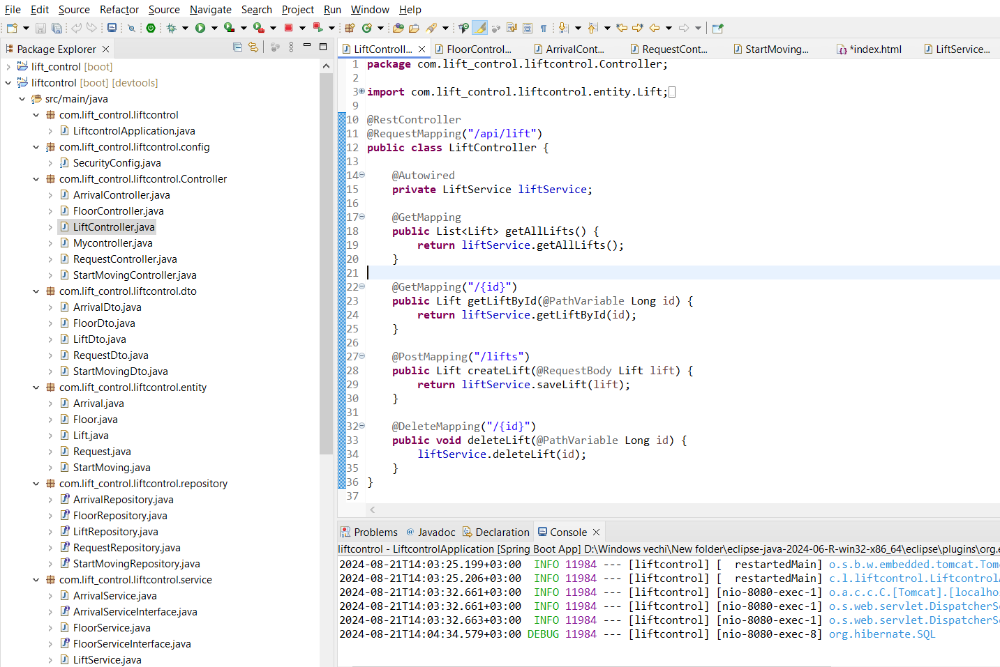 File Edit Source Refactor Source Navigate Search Project Run Window Help
Package Explorer
lift_control [boot]
liftcontrol [boot] [devtools]
src/main/java
com.lift_control.liftcontrol
LiftcontrolApplication.java
com.lift_control.liftcontrol.config
SecurityConfig.java
com.lift_control.liftcontrol.Controller
ArrivalController.java
FloorController.java
LiftController.java
Mycontroller.java
RequestController.java
StartMovingController.java
com.lift_control.liftcontrol.dto
ArrivalDto.java
FloorDto.java
LiftDto.java
RequestDto.java
StartMovingDto.java
com.lift_control.liftcontrol.entity
Arrival.java
Floor.java
Lift.java
Request.java
StartMoving.java
com.lift_control.liftcontrol.repository
ArrivalRepository.java
FloorRepository.java
LiftRepository.java
RequestRepository.java
StartMovingRepository.java
com.lift_control.liftcontrol.service
ArrivalService.java
ArrivalServiceInterface.java
FloorService.java
FloorServiceInterface.java
LiftService.java
LiftControll... FloorControl... ArrivalCont... RequestCont... StartMoving... *index.html LiftService...
1 package com.lift_control.liftcontrol.Controller;
2
3 import com.lift_control.liftcontrol.entity.Lift;
9
10 @RestController
11 @RequestMapping("/api/lift")
12 public class LiftController {
13
14 @Autowired
15 private LiftService liftService;
16
17 @GetMapping
18 public List<Lift> getAllLifts() {
19 return liftService.getAllLifts();
20 }
21
22 @GetMapping("/{id}")
23 public Lift getLiftById(@PathVariable Long id) {
24 return liftService.getLiftById(id);
25 }
26
27 @PostMapping("/lifts")
28 public Lift createLift(@RequestBody Lift lift) {
29 return liftService.saveLift(lift);
30 }
31
32 @DeleteMapping("/{id}")
33 public void deleteLift(@PathVariable Long id) {
34 liftService.deleteLift(id);
35 }
36 }
37
Problems Javadoc Declaration Console
liftcontrol - LiftcontrolApplication [Spring Boot App] D:\Windows vechi\New folder\eclipse-java-2024-06-R-win32-x86_64\eclipse\plugins\org.e
2024-08-21T14:03:25.199+03:00 INFO 11984 --- [liftcontrol] [ restartedMain] o.s.b.w.embedded.tomcat.Tom
2024-08-21T14:03:25.206+03:00 INFO 11984 --- [liftcontrol] [ restartedMain] c.l.liftcontrol.Liftcontrol
2024-08-21T14:03:32.661+03:00 INFO 11984 --- [liftcontrol] [nio-8080-exec-1] o.a.c.c.C.[Tomcat].[localho
2024-08-21T14:03:32.661+03:00 INFO 11984 --- [liftcontrol] [nio-8080-exec-1] o.s.web.servlet.DispatcherS
2024-08-21T14:03:32.663+03:00 INFO 11984 --- [liftcontrol] [nio-8080-exec-1] o.s.web.servlet.DispatcherS
2024-08-21T14:04:34.579+03:00 DEBUG 11984 --- [liftcontrol] [nio-8080-exec-8] org.hibernate.SQL